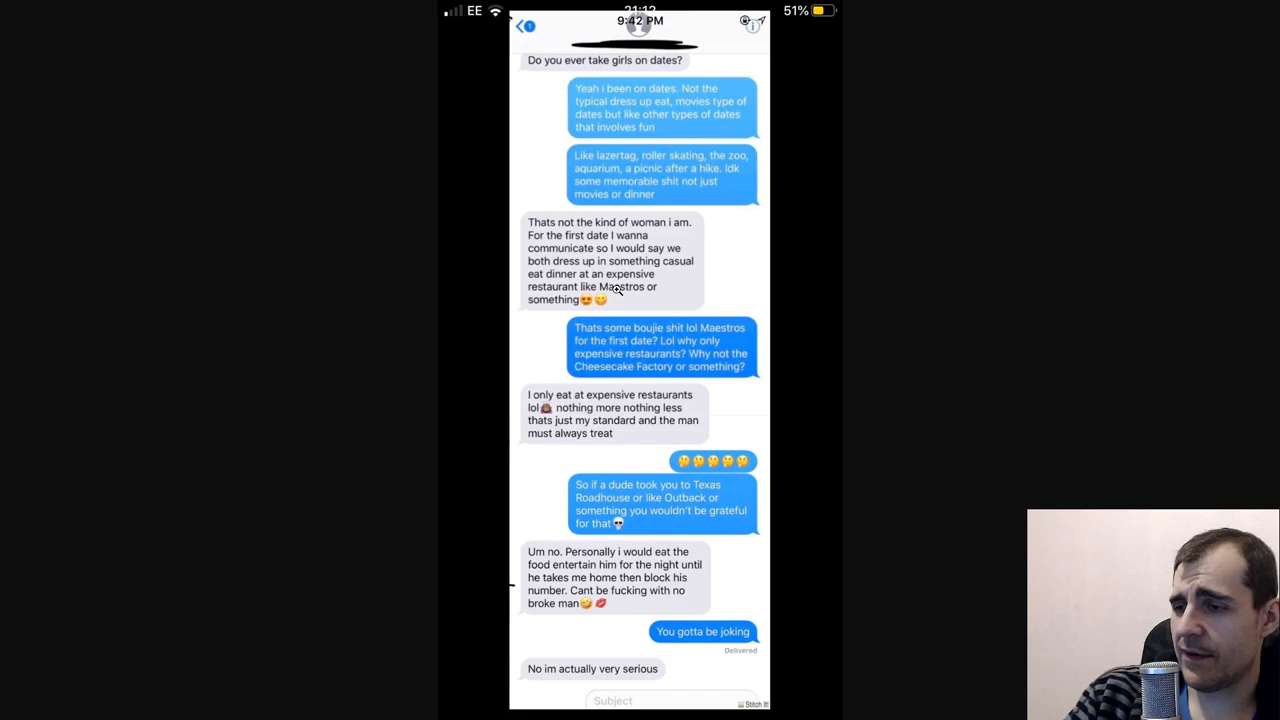 EE
21:12
51%
1
9:42 PM
Do you ever take girls on dates?
Yeah i been on dates. Not the
typical dress up eat, movies type of
dates but like other types of dates
that involves fun
Like lazertag, roller skating, the zoo,
aquarium, a picnic after a hike. Idk
some memorable shit not just
movies or dinner
Thats not the kind of woman i am.
For the first date I wanna
communicate so I would say we
both dress up in something casual
eat dinner at an expensive
restaurant like Maestros or
something😍😋
Thats some boujie shit lol Maestros
for the first date? Lol why only
expensive restaurants? Why not the
Cheesecake Factory or something?
I only eat at expensive restaurants
lol🙇🏾‍♀️ nothing more nothing less
thats just my standard and the man
must always treat
🤔🤔🤔🤔🤔
So if a dude took you to Texas
Roadhouse or like Outback or
something you wouldn't be grateful
for that💀
Um no. Personally i would eat the
food entertain him for the night until
he takes me home then block his
number. Cant be fucking with no
broke man🤣💋
You gotta be joking
Delivered
No im actually very serious
Subject
Stitch It!